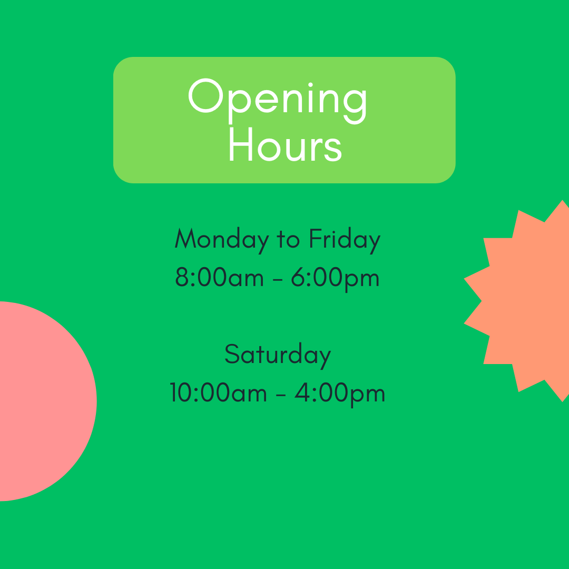 Opening
Hours
Monday to Friday
8:00am - 6:00pm
Saturday
10:00am - 4:00pm